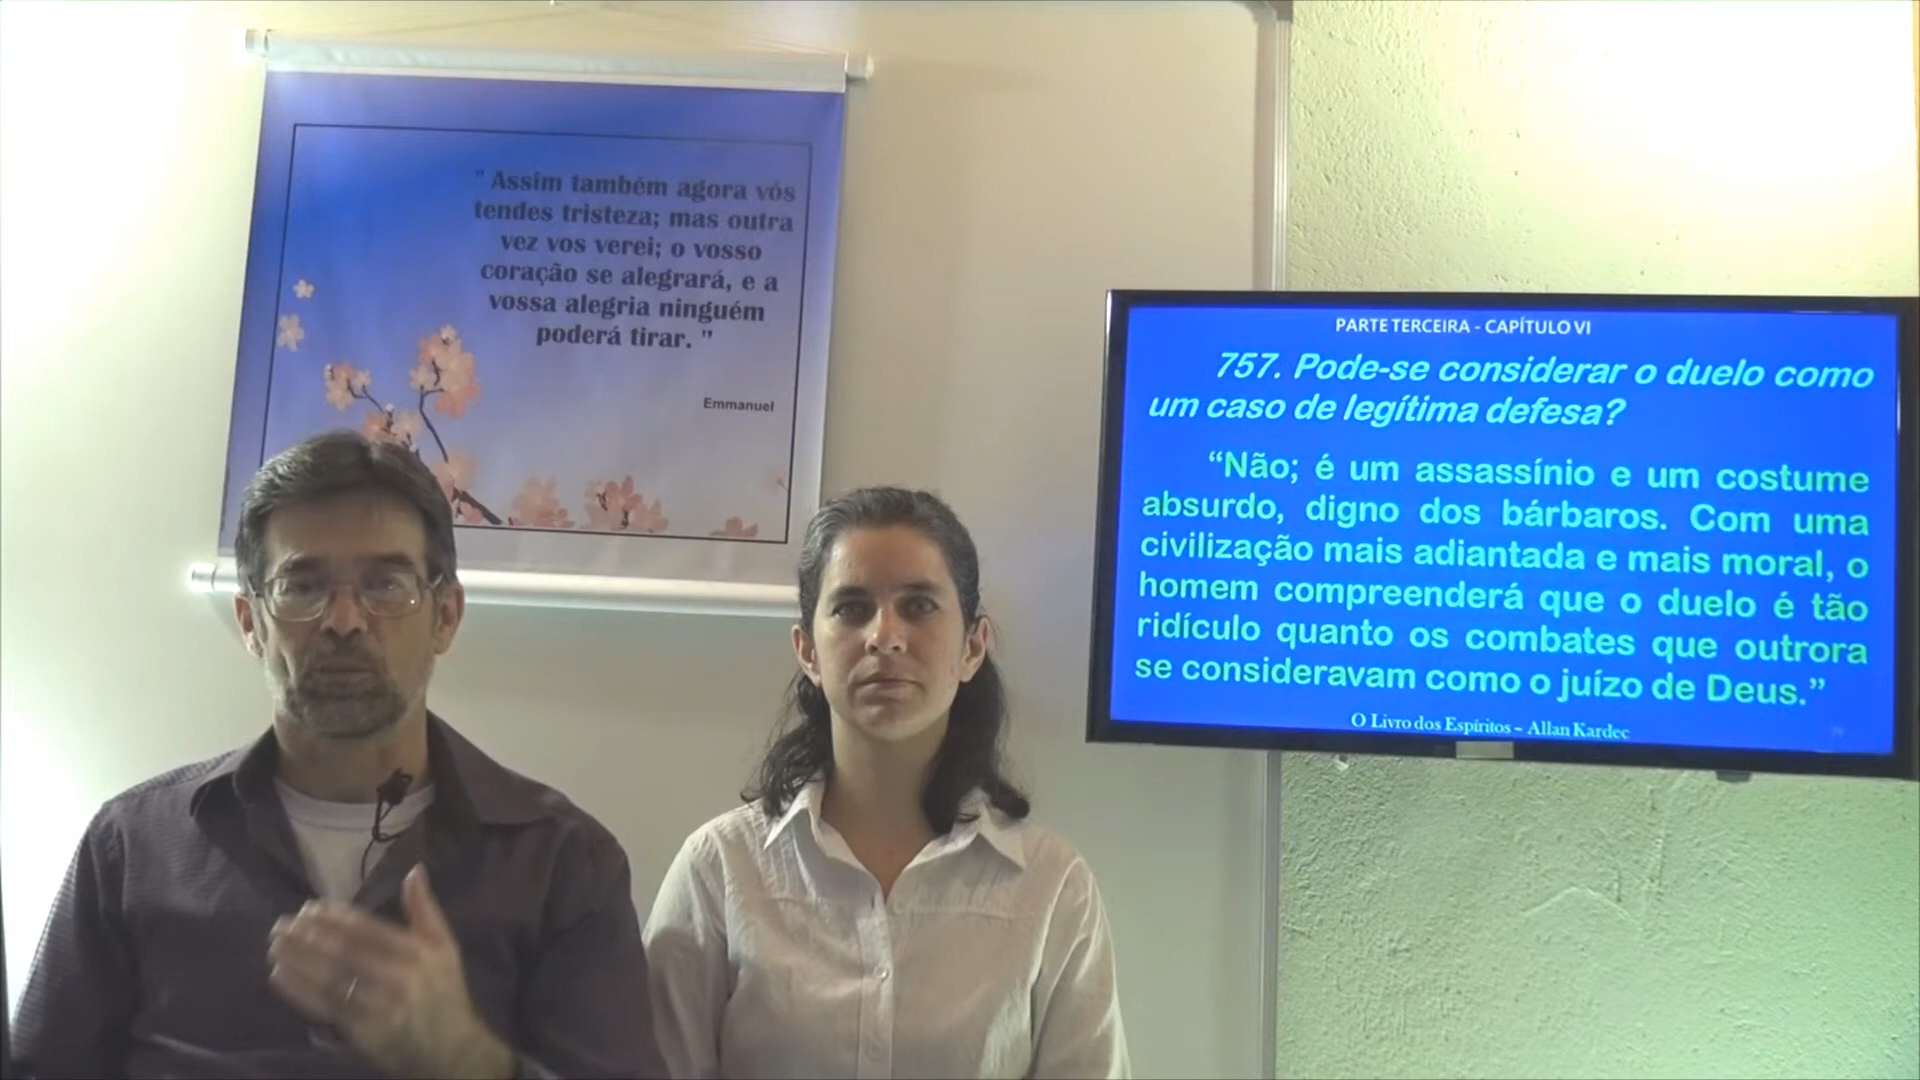 " Assim também agora vós
tendes tristeza; mas outra
vez vos verei; o vosso
coração se alegrará, e a
vossa alegria ninguém
poderá tirar. "
Emmanuel
PARTE TERCEIRA - CAPÍTULO VI
757. Pode-se considerar o duelo como
um caso de legítima defesa?
“Não; é um assassínio e um costume
absurdo, digno dos bárbaros. Com uma
civilização mais adiantada e mais moral, o
homem compreenderá que o duelo é tão
ridículo quanto os combates que outrora
se consideravam como o juízo de Deus.”
O Livro dos Espíritos – Allan Kardec